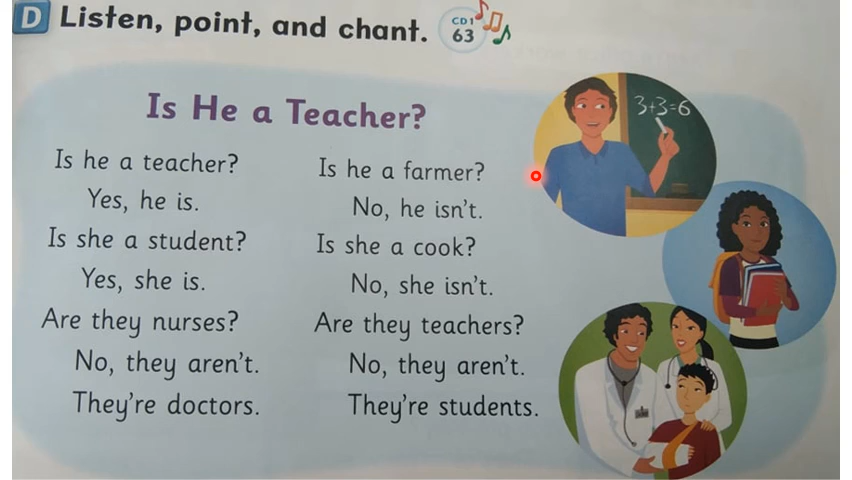 D Listen, point, and chant.
CD1
63
Is He a Teacher?
Is he a teacher?
Yes, he is.
Is she a student?
Yes, she is.
Are they nurses?
No, they aren't.
They're doctors.
Is he a farmer?
No, he isn't.
Is she a cook?
No, she isn't.
Are they teachers?
No, they aren't.
They're students.
3+3=6